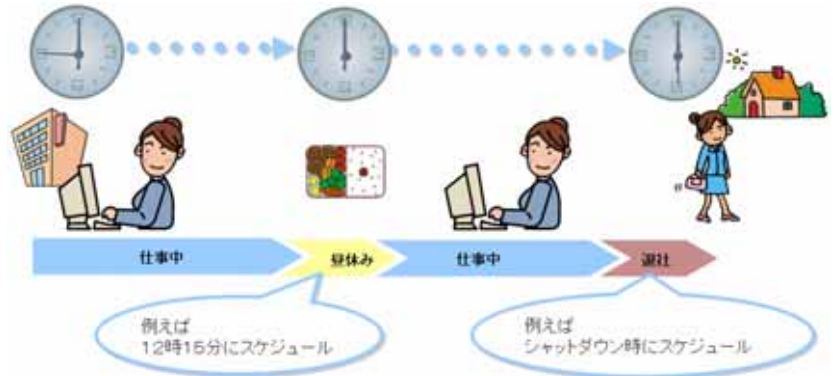 仕事中
昼休み
仕事中
退社
例えば
12時15分にスケジュール
例えば
シャットダウン時にスケジュール